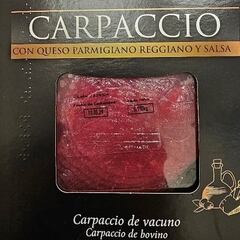 CARPACCIO
CON QUESO PARMIGIANO REGGIANO Y SALSA
Carpaccio de vacuno
Carpaccio de bovino